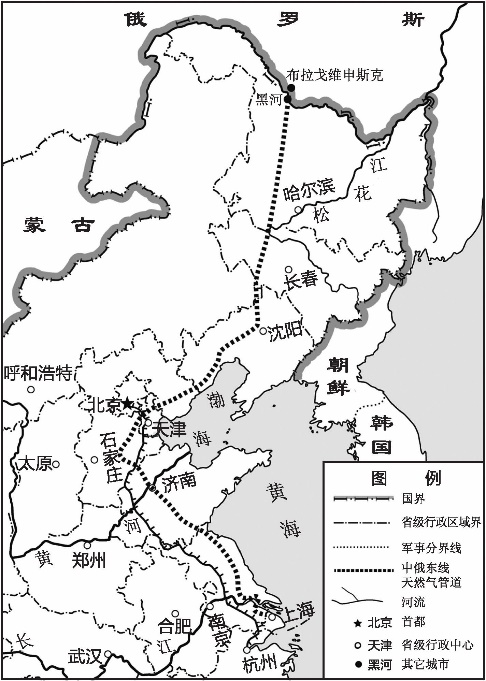 俄罗斯
布拉戈维申斯克
黑河
哈尔滨
松花江
蒙古
长春
沈阳
呼和浩特
北京
天津
渤海
朝鲜
韩国
石家庄
太原
济南
黄海
黄河
郑州
合肥
南京
上海
长江
武汉
杭州
图 例
国界
省级行政区域界
军事分界线
中俄东线
天然气管道
河流
北京 首都
天津 省级行政中心
黑河 其它城市